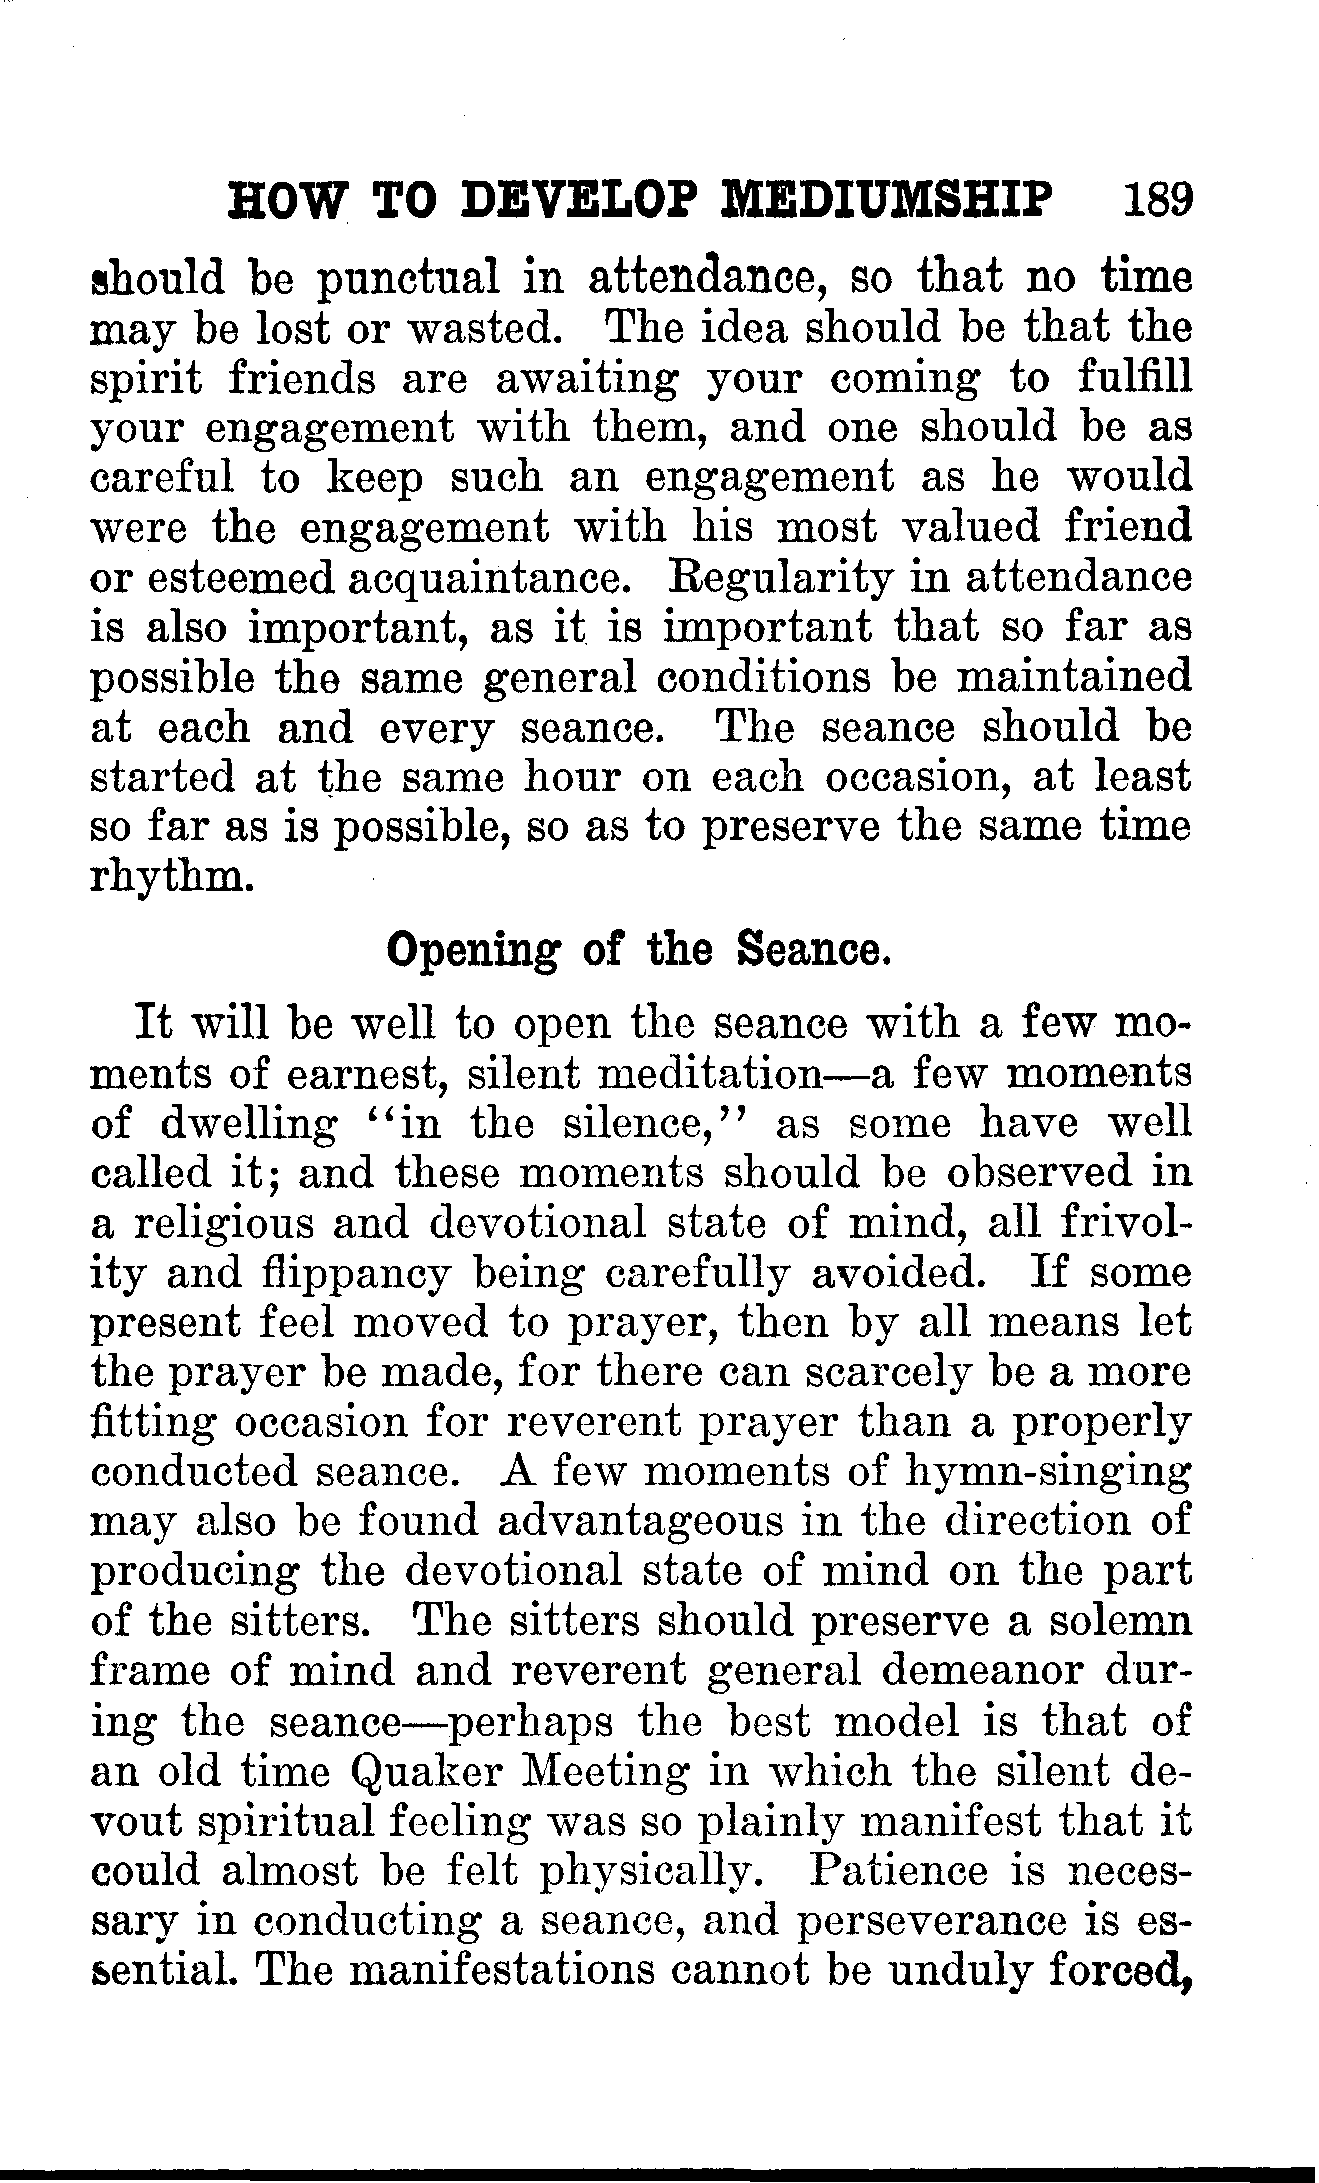 HOW TO DEVELOP MEDIUMSHIP 189
should be punctual in attendance, so that no time
may be lost or wasted. The idea should be that the
spirit friends are awaiting your coming to fulfill
your engagement with them, and one should be as
careful to keep such an engagement as he would
were the engagement with his most valued friend
or esteemed acquaintance. Regularity in attendance
is also important, as it is important that so far as
possible the same general conditions be maintained
at each and every seance. The seance should be
started at the same hour on each occasion, at least
so far as is possible, so as to preserve the same time
rhythm.
Opening of the Seance.
It will be well to open the seance with a few mo-
ments of earnest, silent meditation—a few moments
of dwelling "in the silence," as some have well
called it; and these moments should be observed in
a religious and devotional state of mind, all frivol-
ity and flippancy being carefully avoided. If some
present feel moved to prayer, then by all means let
the prayer be made, for there can scarcely be a more
fitting occasion for reverent prayer than a properly
conducted seance. A few moments of hymn-singing
may also be found advantageous in the direction of
producing the devotional state of mind on the part
of the sitters. The sitters should preserve a solemn
frame of mind and reverent general demeanor dur-
ing the seance—perhaps the best model is that of
an old time Quaker Meeting in which the silent de-
vout spiritual feeling was so plainly manifest that it
could almost be felt physically. Patience is neces-
sary in conducting a seance, and perseverance is es-
sential. The manifestations cannot be unduly forced,